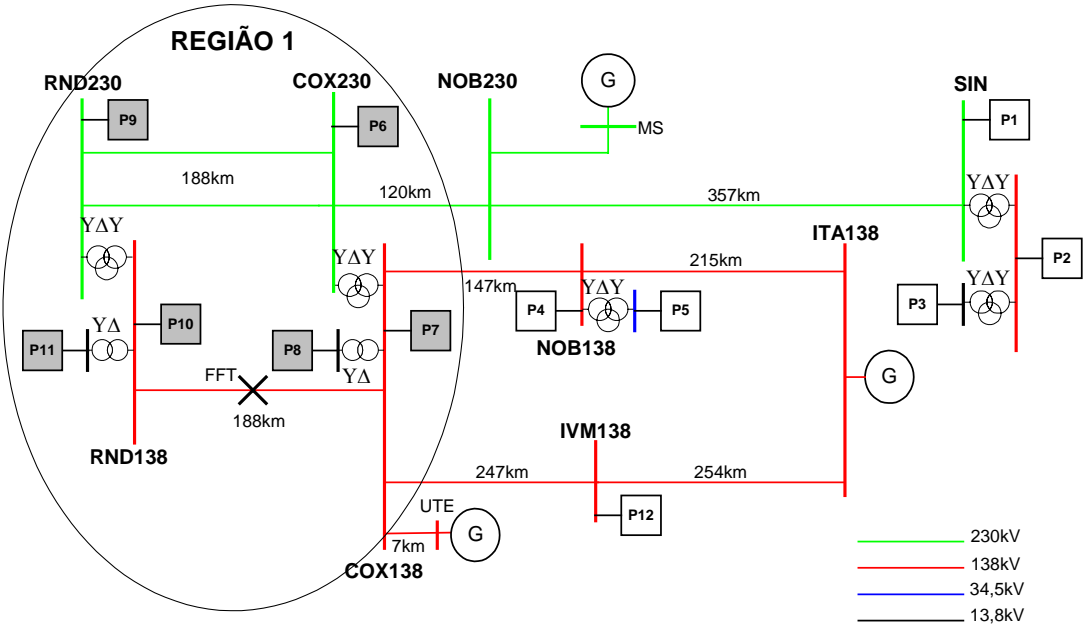 REGIÃO 1
RND230
COX230
NOB230
G
SIN
P9
P6
MS
P1
188km
120km
357km
YΔY
YΔY
YΔY
ITA138
147km
215km
P2
YΔY
YΔY
P10
P7
P4
P5
P3
NOB138
P11
YΔ
P8
YΔ
FFT
188km
G
RND138
IVM138
247km
254km
UTE
P12
G
7km
COX138
230kV
138kV
34,5kV
13,8kV